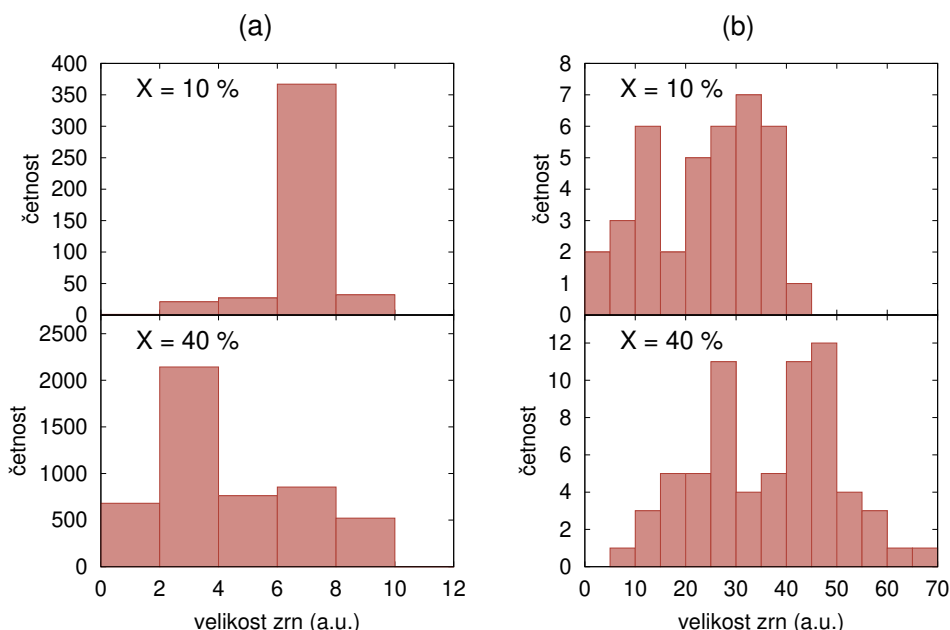 (a)
X = 10 %
četnost
400
350
300
250
200
150
100
50
0
X = 40 %
četnost
2500
2000
1500
1000
500
0
0 2 4 6 8 10 12
velikost zrn (a.u.)
(b)
X = 10 %
četnost
8
7
6
5
4
3
2
1
0
X = 40 %
četnost
12
10
8
6
4
2
0
0 10 20 30 40 50 60 70
velikost zrn (a.u.)